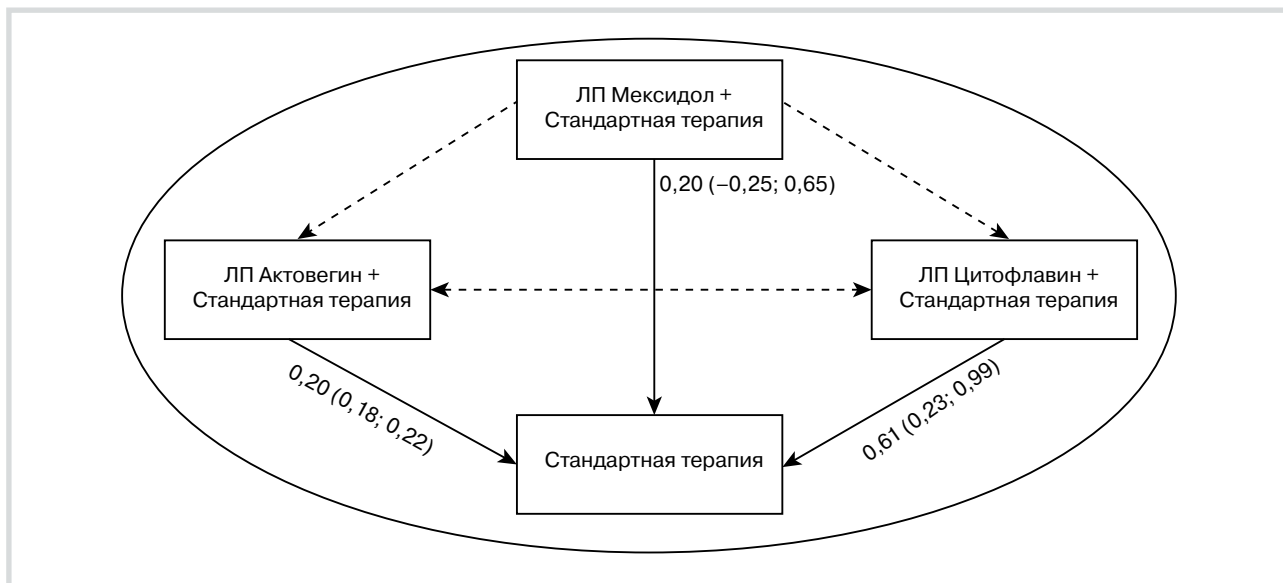 ЛП Мексидол +
Стандартная терапия
0,20 (−0,25; 0,65)
ЛП Актовегин +
Стандартная терапия
ЛП Цитофлавин +
Стандартная терапия
0,20 (0, 18; 0,22)
0,61 (0,23; 0,99)
Стандартная терапия